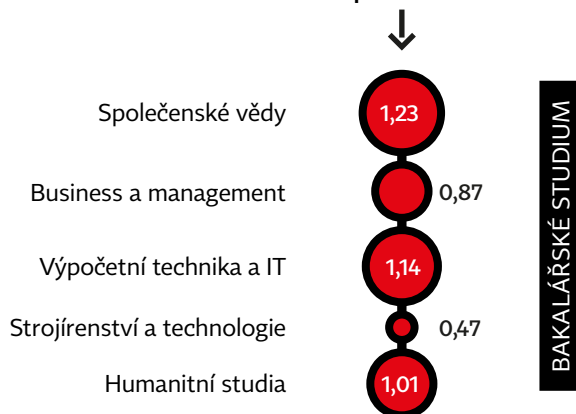 Společenské vědy 1,23
Business a management 0,87
Výpočetní technika a IT 1,14
Strojírenství a technologie 0,47
Humanitní studia 1,01
BAKALÁŘSKÉ STUDIUM